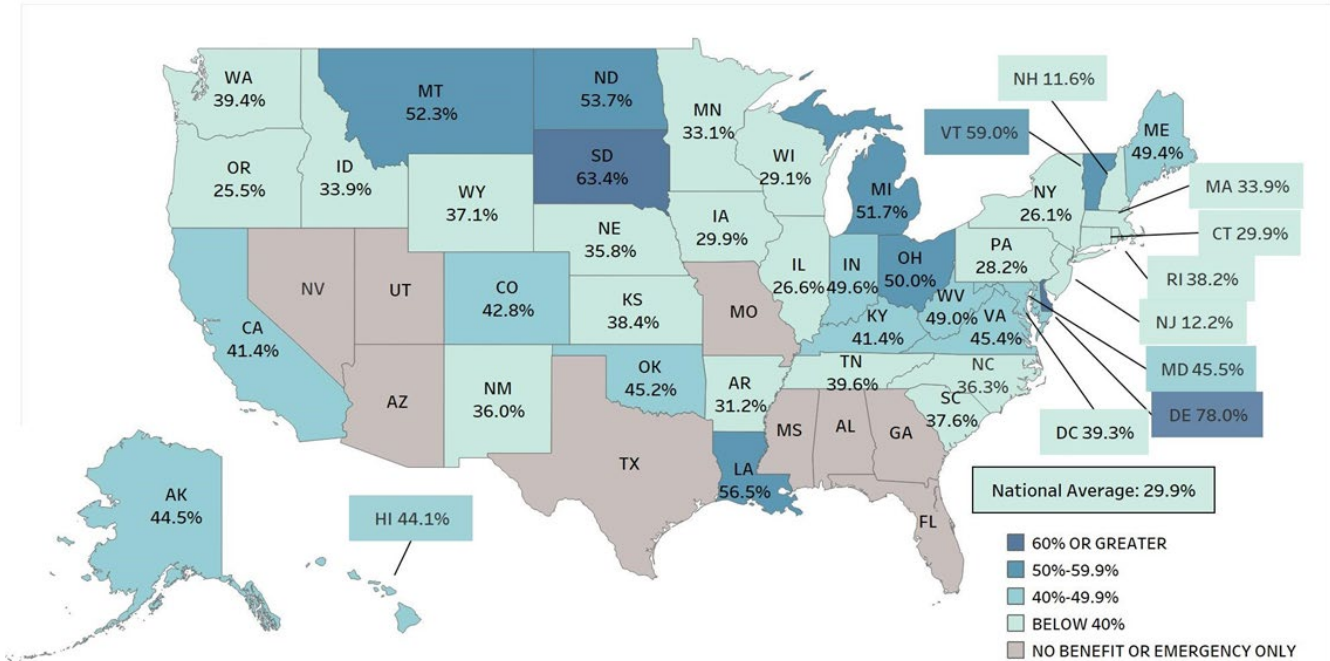 WA
39.4%
MT
52.3%
ND
53.7%
MN
33.1%
NH 11.6%
VT 59.0%
ME
49.4%
OR
25.5%
ID
33.9%
WY
37.1%
SD
63.4%
WI
29.1%
MI
51.7%
NY
26.1%
MA 33.9%
CT 29.9%
RI 38.2%
NJ 12.2%
MD 45.5%
DE 78.0%
DC 39.3%
NE
35.8%
IA
29.9%
IL
26.6%
IN
49.6%
OH
50.0%
PA
28.2%
NV
UT
CO
42.8%
KS
38.4%
MO
KY
41.4%
WV
49.0%
VA
45.4%
CA
41.4%
AZ
NM
36.0%
OK
45.2%
AR
31.2%
TN
39.6%
NC
36.3%
SC
37.6%
TX
LA
56.5%
MS
AL
GA
FL
AK
44.5%
HI 44.1%
National Average: 29.9%
60% OR GREATER
50%-59.9%
40%-49.9%
BELOW 40%
NO BENEFIT OR EMERGENCY ONLY